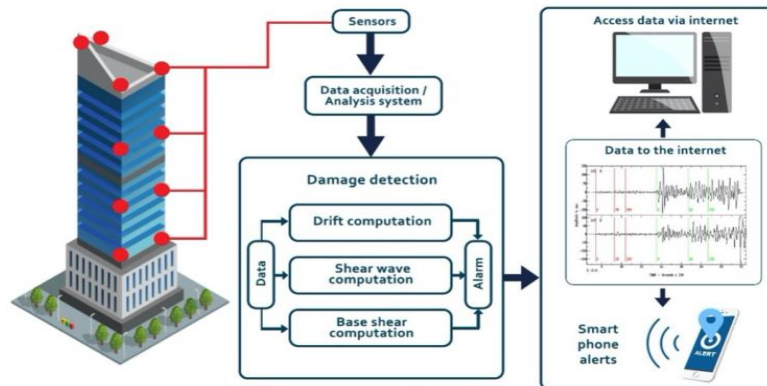 Sensors
Data acquisition /
Analysis system
Damage detection
Data
Drift computation
Shear wave
computation
Base shear
computation
Alarm
Access data via internet
Data to the internet
Smart
phone
alerts
ALERT